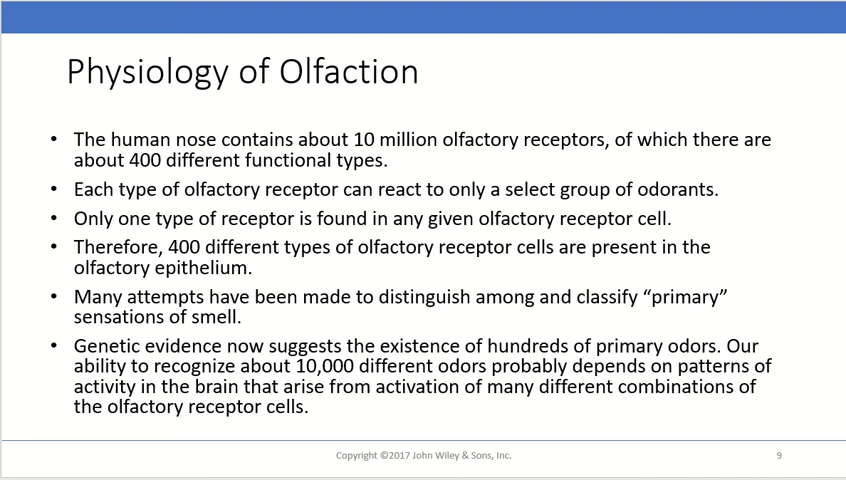 Physiology of Olfaction
• The human nose contains about 10 million olfactory receptors, of which there are
about 400 different functional types.
• Each type of olfactory receptor can react to only a select group of odorants.
• Only one type of receptor is found in any given olfactory receptor cell.
• Therefore, 400 different types of olfactory receptor cells are present in the
olfactory epithelium.
• Many attempts have been made to distinguish among and classify “primary”
sensations of smell.
• Genetic evidence now suggests the existence of hundreds of primary odors. Our
ability to recognize about 10,000 different odors probably depends on patterns of
activity in the brain that arise from activation of many different combinations of
the olfactory receptor cells.
Copyright ©2017 John Wiley & Sons, Inc.
9